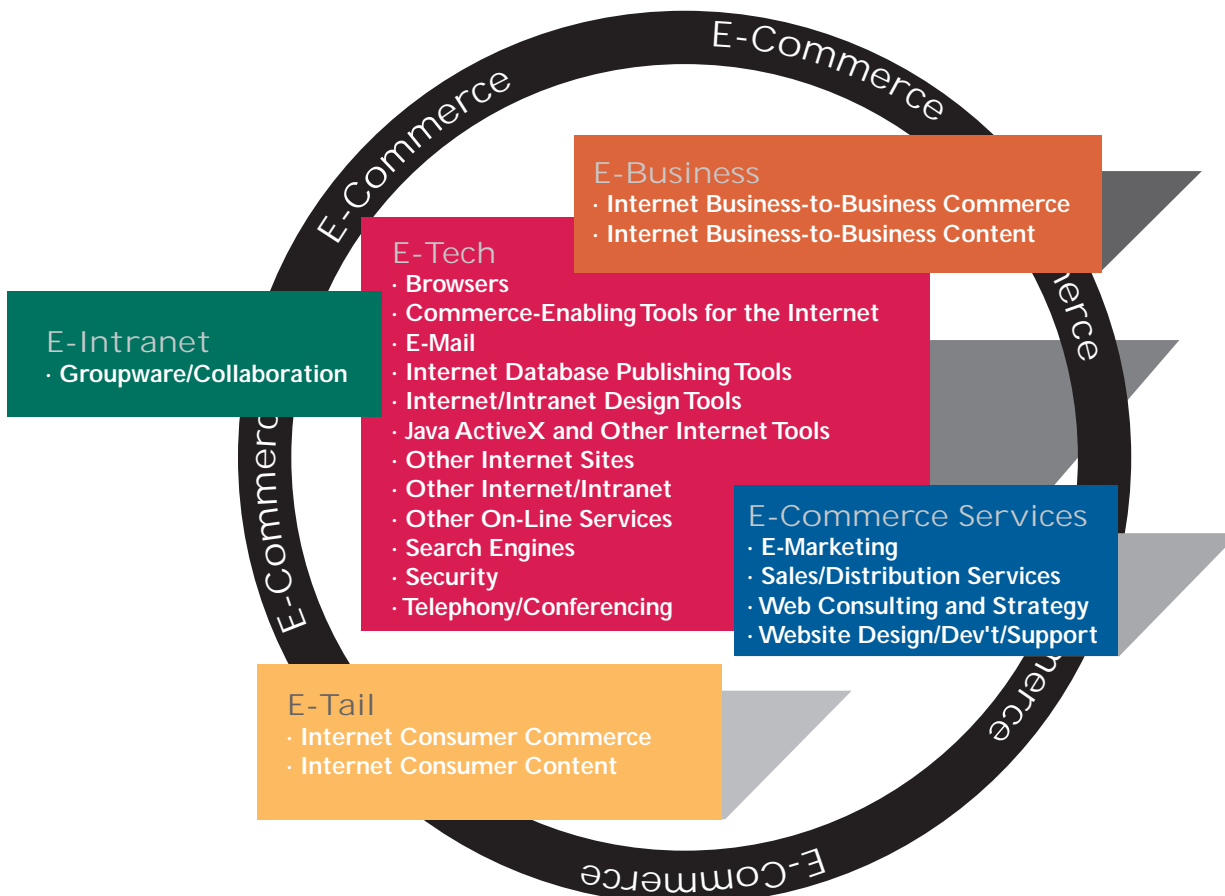 E-Commerce
E-Commerce
E-Business
· Internet Business-to-Business Commerce
· Internet Business-to-Business Content
E-Tech
· Browsers
· Commerce-Enabling Tools for the Internet
· E-Mail
· Internet Database Publishing Tools
· Internet/Intranet Design Tools
· Java ActiveX and Other Internet Tools
· Other Internet Sites
· Other Internet/Intranet
· Other On-Line Services
· Search Engines
· Security
· Telephony/Conferencing
E-Intranet
· Groupware/Collaboration
merce
E-Commerc
E-Commerce Services
· E-Marketing
· Sales/Distribution Services
· Web Consulting and Strategy
· Website Design/Dev't/Support
merce
E-Tail
· Internet Consumer Commerce
· Internet Consumer Content
E-Commerce